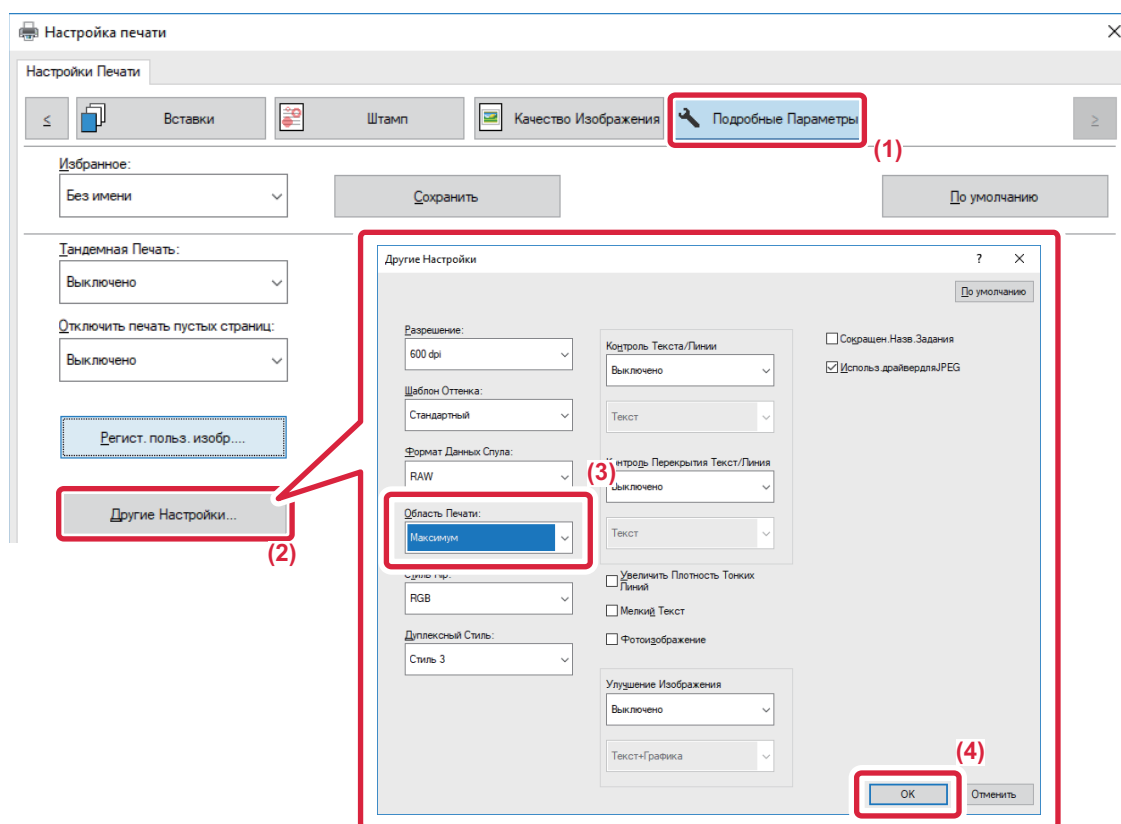 Настройка печати
Настройки Печати
<
Вставки
Штамп
Качество Изображения
Подробные Параметры
>
(1)
Избранное:
Без имени
Сохранить
По умолчанию
Тандемная Печать:
Выключено
Отключить печать пустых страниц:
Выключено
Регист. польз. изобр....
Другие Настройки...
(2)
Другие Настройки
?
По умолчанию
Разрешение:
600 dpi
Шаблон Оттенка:
Стандартный
Формат Данных Спула:
RAW
(3)
Область Печати:
Максимум
RGB
Дуплексный Стиль:
Стиль 3
Контроль Текста/Линии
Выключено
Текст
Контроль Перекрытия Текст/Линия
Выключено
Текст
Увеличить Плотность Тонких
Линий
Мелкий Текст
Фотоизображение
Улучшение Изображения
Выключено
Текст+Графика
Сокращен.Назв.Задания
Использ.драйвердляJPEG
(4)
OK
Отменить